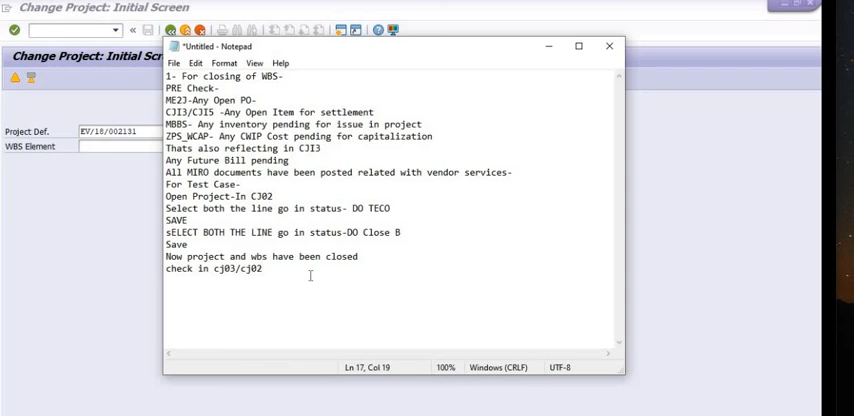 Change Project: Initial Screen
Change Project: Initial Scre
Project Def. EV/18/002131
WBS Element
*Untitled - Notepad
File Edit Format View Help
1- For closing of WBS-
PRE Check-
ME2J-Any Open PO-
CJI3/CJI5 -Any Open Item for settlement
MBBS- Any inventory pending for issue in project
ZPS_WCAP- Any CWIP Cost pending for capitalization
Thats also reflecting in CJI3
Any Future Bill pending
All MIRO documents have been posted related with vendor services-
For Test Case-
Open Project-In CJ02
Select both the line go in status- DO TECO
SAVE
sELECT BOTH THE LINE go in status-DO Close B
Save
Now project and wbs have been closed
check in cj03/cj02
Ln 17, Col 19 100% Windows (CRLF) UTF-8